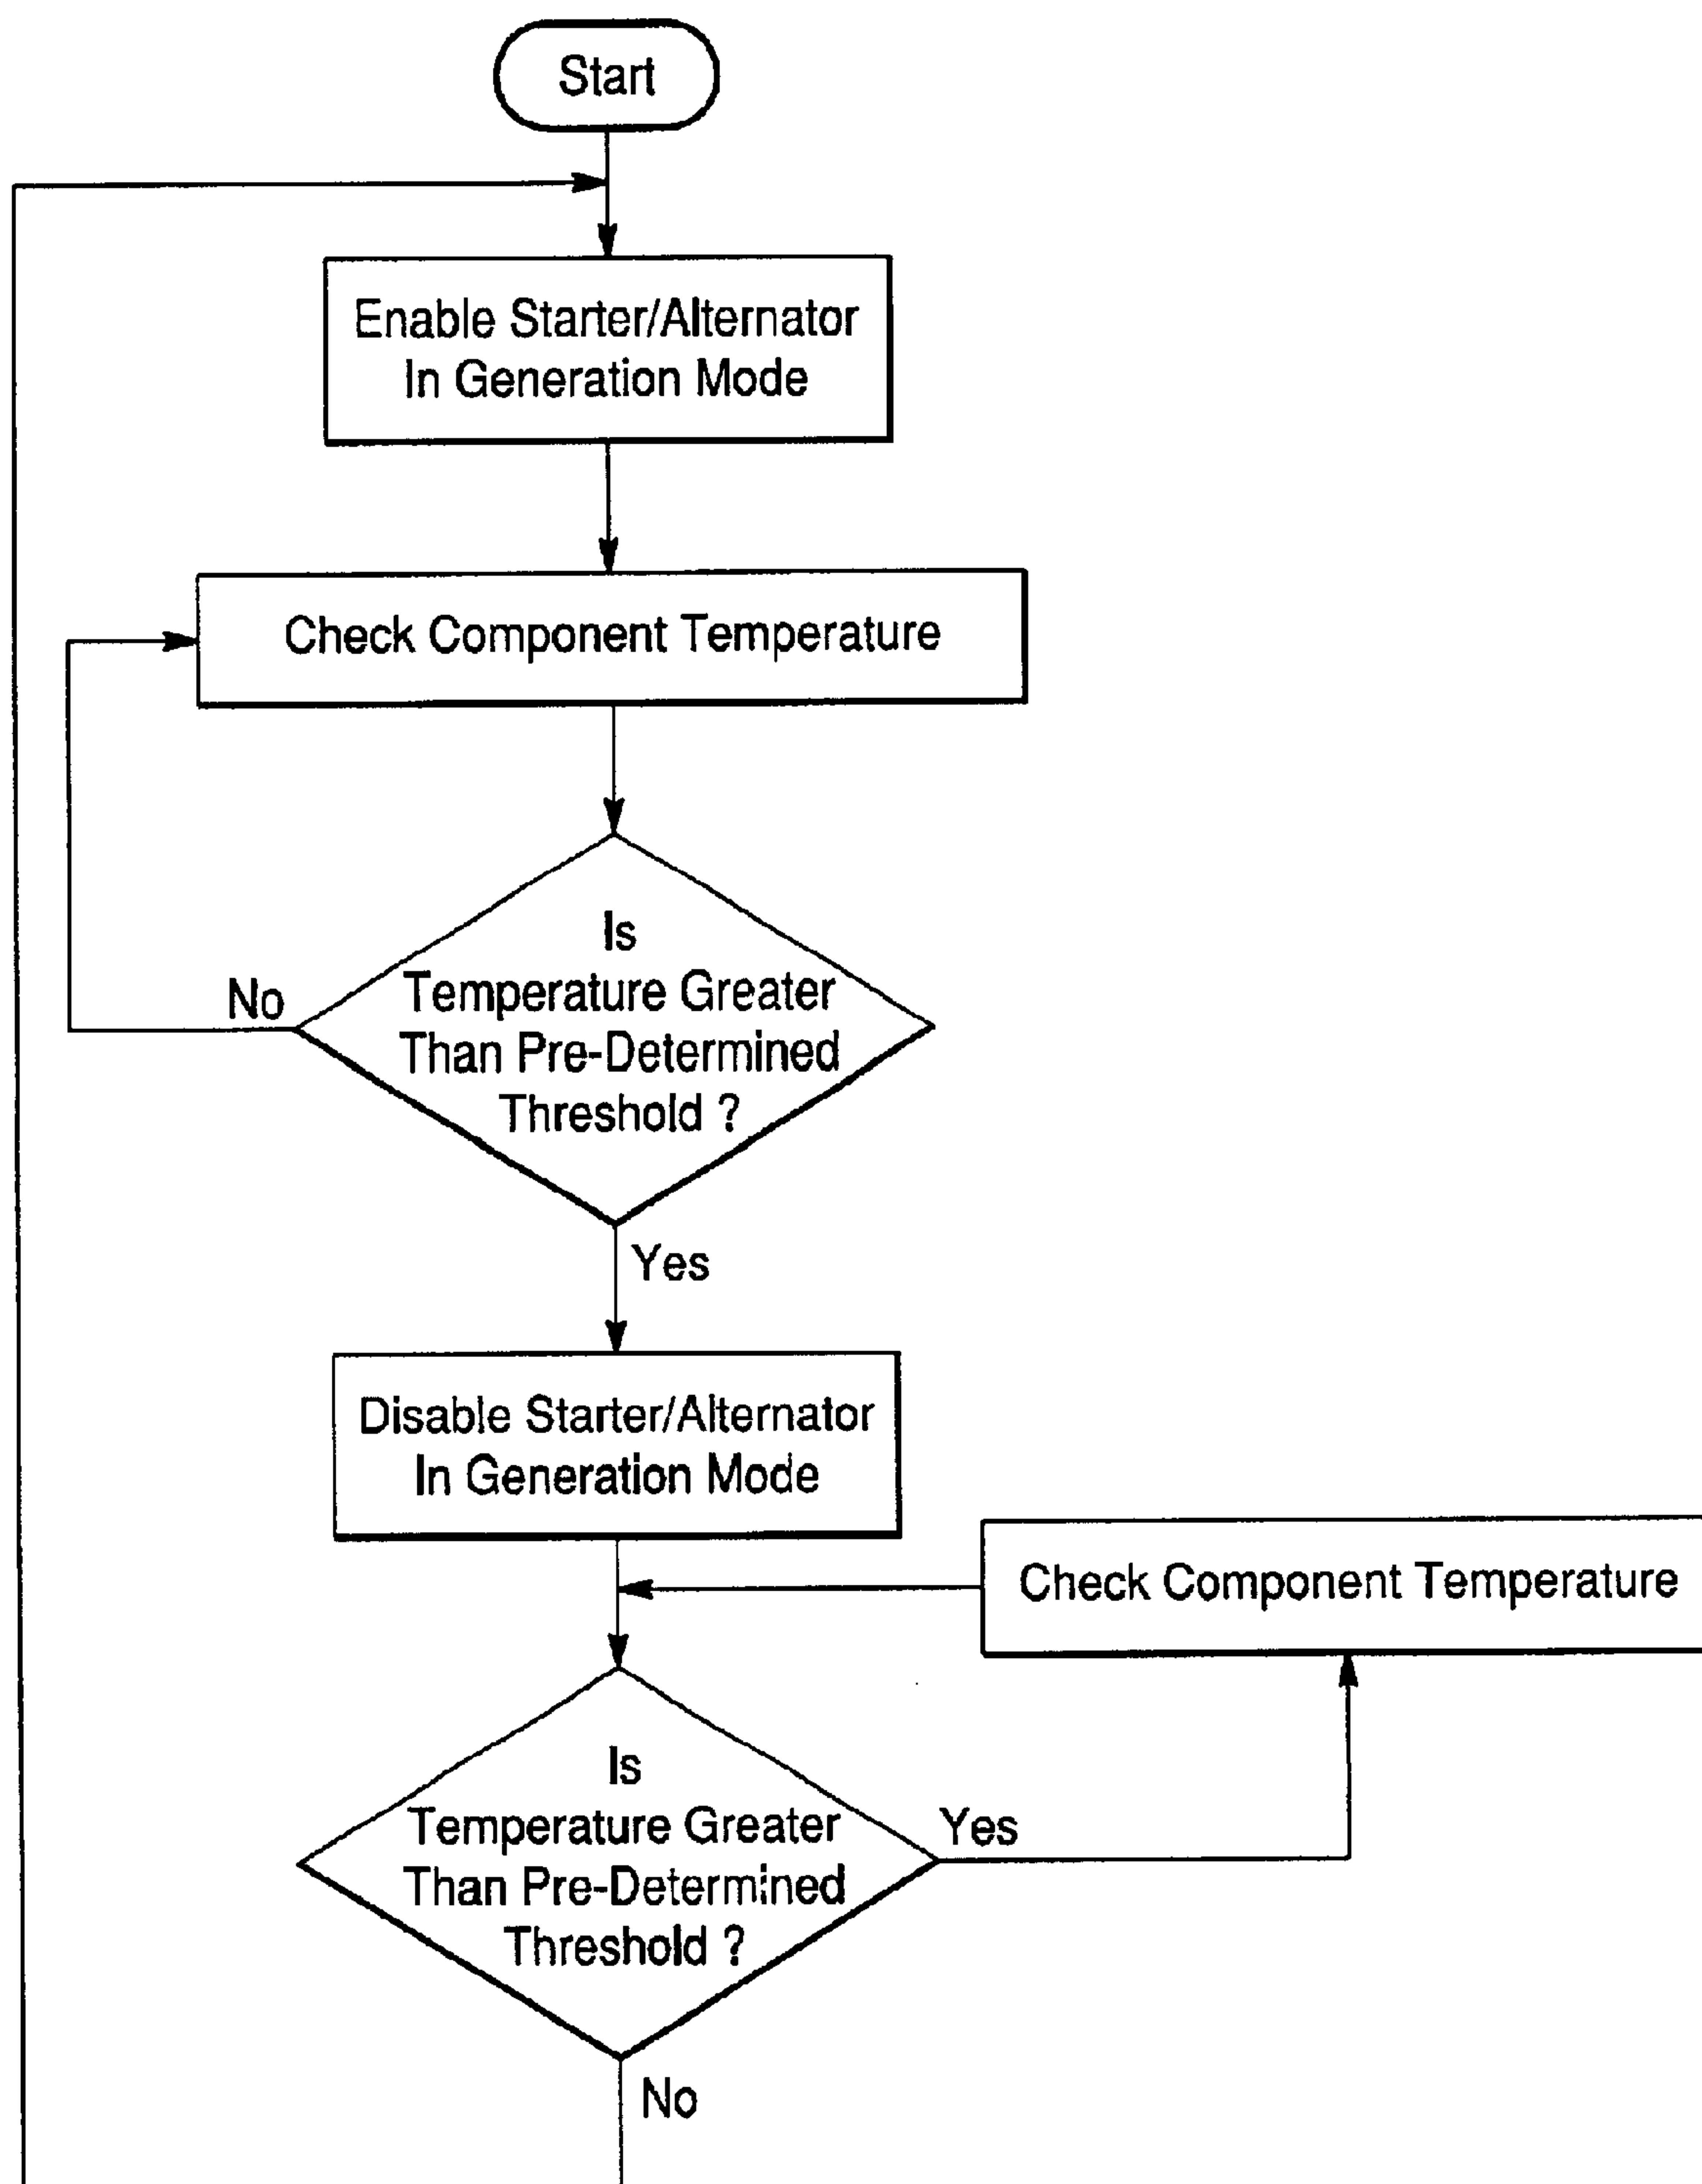 Start
Enable Starter/Alternator
In Generation Mode
Check Component Temperature
Is
Temperature Greater
Than Pre-Determined
Threshold ?
No
Yes
Disable Starter/Alternator
In Generation Mode
Check Component Temperature
Is
Temperature Greater
Than Pre-Determined
Threshold ?
Yes
No